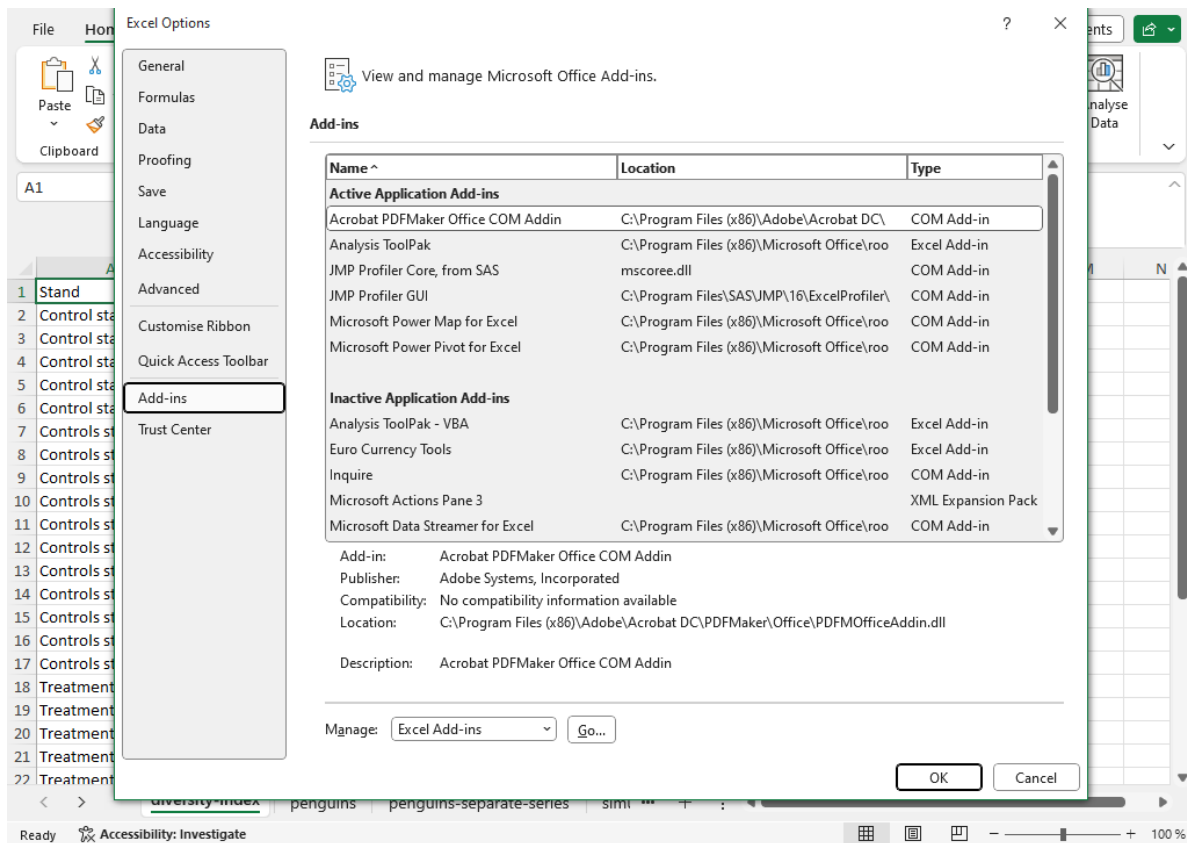 File Hom
Excel Options
? ×
ents
Paste
Clipboard
nalyse
Data
A1
General
Formulas
Data
Proofing
Save
Language
Accessibility
Advanced
Customise Ribbon
Quick Access Toolbar
Add-ins
Trust Center
View and manage Microsoft Office Add-ins.
Add-ins
Name Location Type
Active Application Add-ins
Acrobat PDFMaker Office COM Addin C:\Program Files (x86)\Adobe\Acrobat DC\ COM Add-in
Analysis ToolPak C:\Program Files (x86)\Microsoft Office\roo Excel Add-in
JMP Profiler Core, from SAS mscoree.dll COM Add-in
JMP Profiler GUI C:\Program Files\SAS\JMP\16\ExcelProfiler\ COM Add-in
Microsoft Power Map for Excel C:\Program Files (x86)\Microsoft Office\roo COM Add-in
Microsoft Power Pivot for Excel C:\Program Files (x86)\Microsoft Office\roo COM Add-in
Inactive Application Add-ins
Analysis ToolPak - VBA C:\Program Files (x86)\Microsoft Office\roo Excel Add-in
Euro Currency Tools C:\Program Files (x86)\Microsoft Office\roo Excel Add-in
Inquire C:\Program Files (x86)\Microsoft Office\roo COM Add-in
Microsoft Actions Pane 3 XML Expansion Pack
Microsoft Data Streamer for Excel C:\Program Files (x86)\Microsoft Office\roo COM Add-in
Add-in: Acrobat PDFMaker Office COM Addin
Publisher: Adobe Systems, Incorporated
Compatibility: No compatibility information available
Location: C:\Program Files (x86)\Adobe\Acrobat DC\PDFMaker\Office\PDFMOfficeAddin.dll
Description: Acrobat PDFMaker Office COM Addin
Manage: Excel Add-ins Go...
OK Cancel
N
1 Stand
2 Control sta
3 Control sta
4 Control sta
5 Control sta
6 Control sta
7 Controls st
8 Controls st
9 Controls st
10 Controls st
11 Controls st
12 Controls st
13 Controls st
14 Controls st
15 Controls st
16 Controls st
17 Controls st
18 Treatment
19 Treatment
20 Treatment
21 Treatment
22 Treatment
diversity-index penguins penguins-separate-series sim
Ready Accessibility: Investigate 100 %